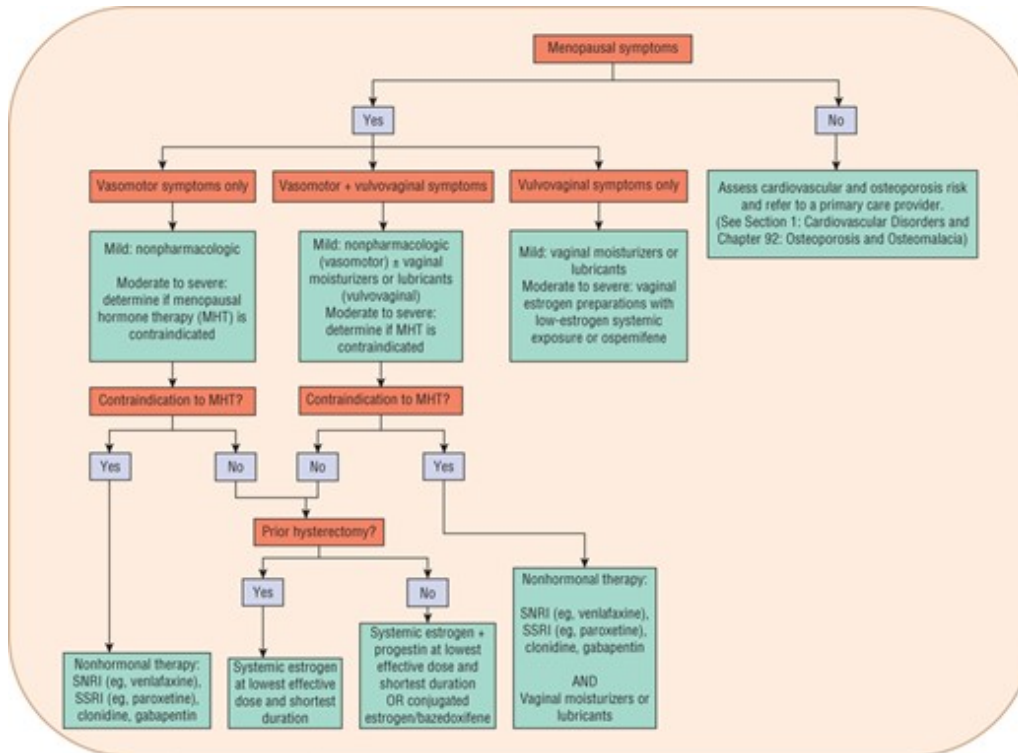 Menopausal symptoms
Yes
No
Vasomotor symptoms only
Vasomotor + vulvovaginal symptoms
Vulvovaginal symptoms only
Assess cardiovascular and osteoporosis risk
and refer to a primary care provider.
(See Section 1: Cardiovascular Disorders and
Chapter 92: Osteoporosis and Osteomalacia)
Mild: nonpharmacologic
Moderate to severe:
determine if menopausal
hormone therapy (MHT) is
contraindicated
Mild: nonpharmacologic
(vasomotor) ± vaginal
moisturizers or lubricants
(vulvovaginal)
Moderate to severe:
determine if MHT is
contraindicated
Mild: vaginal moisturizers or
lubricants
Moderate to severe: vaginal
estrogen preparations with
low-estrogen systemic
exposure or ospemifene
Contraindication to MHT?
Contraindication to MHT?
Yes
No
No
Yes
Prior hysterectomy?
Yes
No
Nonhormonal therapy:
SNRI (eg, venlafaxine),
SSRI (eg, paroxetine),
clonidine, gabapentin
Systemic estrogen
at lowest effective
dose and shortest
duration
Systemic estrogen +
progestin at lowest
effective dose and
shortest duration
OR conjugated
estrogen/bazedoxifene
Nonhormonal therapy:
SNRI (eg, venlafaxine),
SSRI (eg, paroxetine),
clonidine, gabapentin
AND
Vaginal moisturizers or
lubricants